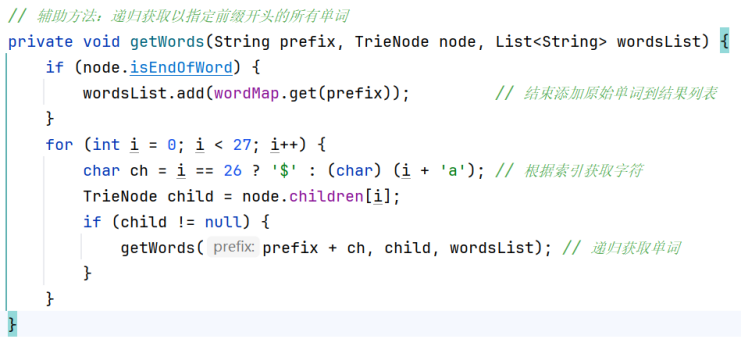 // 辅助方法：递归获取以指定前缀开头的所有单词
private void getWords(String prefix, TrieNode node, List<String> wordsList) {
    if (node.isEndOfWord) {
        wordsList.add(wordMap.get(prefix));         // 结束添加原始单词到结果列表
    }
    for (int i = 0; i < 27; i++) {
        char ch = i == 26 ? '$' : (char) (i + 'a'); // 根据索引获取字符
        TrieNode child = node.children[i];
        if (child != null) {
            getWords( prefix: prefix + ch, child, wordsList); // 递归获取单词
        }
    }
}